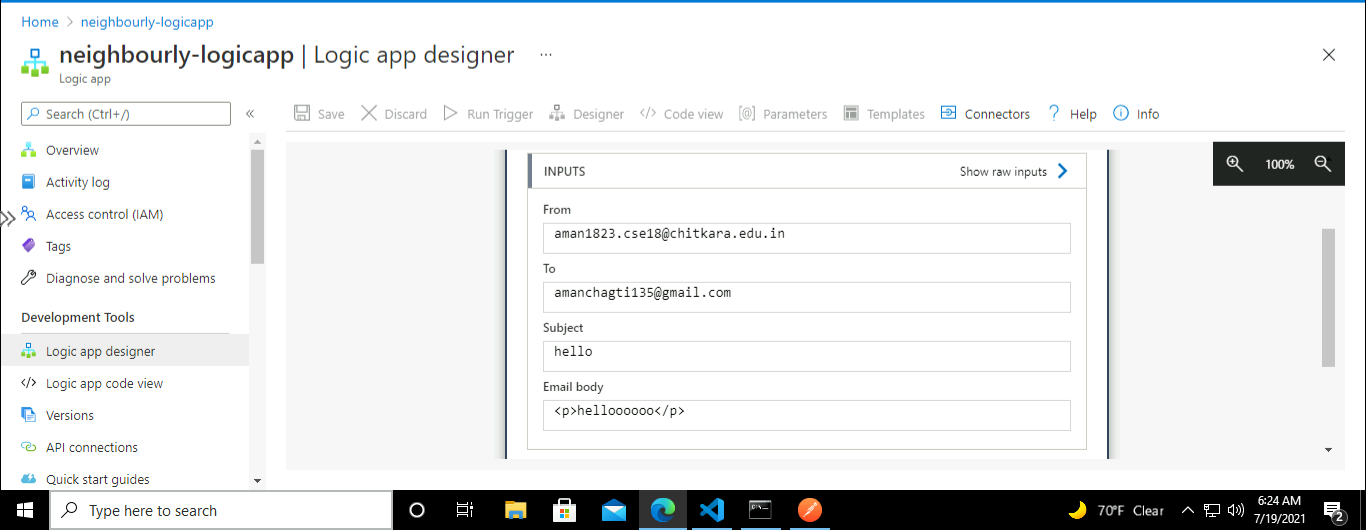 Home > neighbourly-logicapp
neighbourly-logicapp | Logic app designer ...
Logic app
Search (Ctrl+/)
Save Discard Run Trigger Designer Code view Parameters Templates Connectors Help Info
Overview
Activity log
Access control (IAM)
Tags
Diagnose and solve problems
Development Tools
Logic app designer
Logic app code view
Versions
API connections
Quick start guides
INPUTS Show raw inputs
100%
From
aman1823.cse18@chitkara.edu.in
To
amanchagti135@gmail.com
Subject
hello
Email body
<p>helloooooo</p>
Type here to search
70°F Clear
6:24 AM
7/19/2021
2